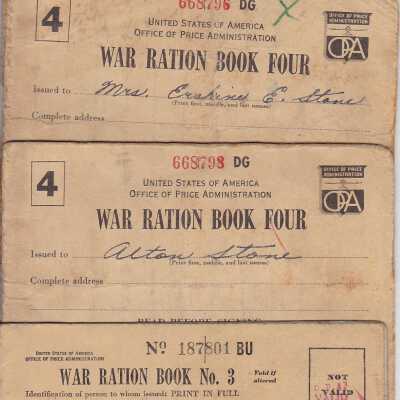 668796 DG
4
UNITED STATES OF AMERICA
OFFICE OF PRICE ADMINISTRATION
OFFICE OF PRICE
ADMINISTRATION
OPA
WAR RATION BOOK FOUR
Issued to Mrs. Erskine E. Stone
(Print first, middle, and last names)
Complete address
668798 DG
4
UNITED STATES OF AMERICA
OFFICE OF PRICE ADMINISTRATION
OFFICE OF PRICE
ADMINISTRATION
OPA
WAR RATION BOOK FOUR
Issued to Alton Stone
(Print first, middle, and last names)
Complete address
READ BEFORE SIGNING
UNITED STATES OF AMERICA
OFFICE OF PRICE ADMINISTRATION
No 187801 BU
WAR RATION BOOK No. 3
Void if
altered
NOT
VALID
Identification of person to whom issued: PRINT IN FULL